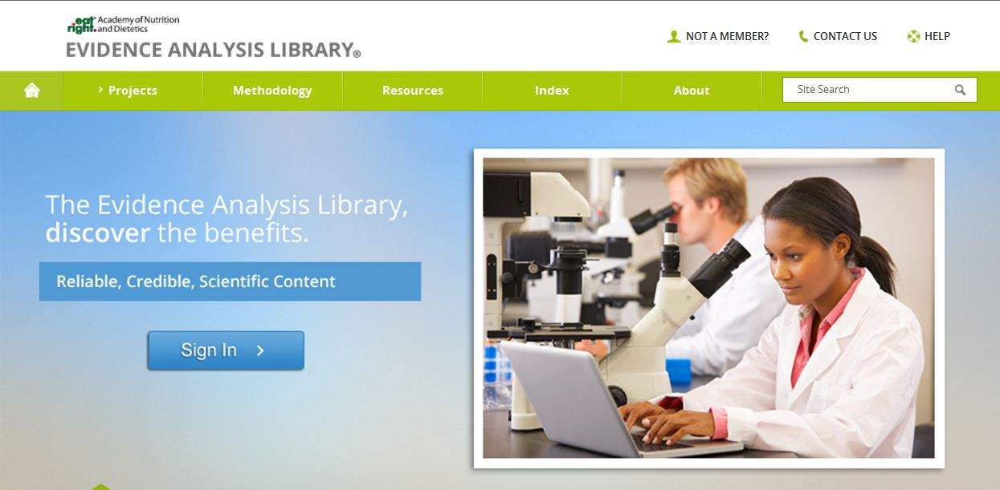 eat right. Academy of Nutrition and Dietetics
EVIDENCE ANALYSIS LIBRARY®
NOT A MEMBER?
CONTACT US
HELP
Projects
Methodology
Resources
Index
About
Site Search
The Evidence Analysis Library,
discover the benefits.
Reliable, Credible, Scientific Content
Sign In